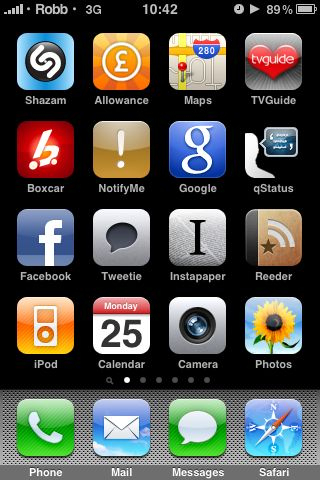 Robb 3G 10:42 89%
280
tvguide
Shazam Allowance Maps TVGuide
Boxcar NotifyMe Google qStatus
Facebook Tweetie Instapaper Reeder
Monday
25
iPod Calendar Camera Photos
Phone Mail Messages Safari